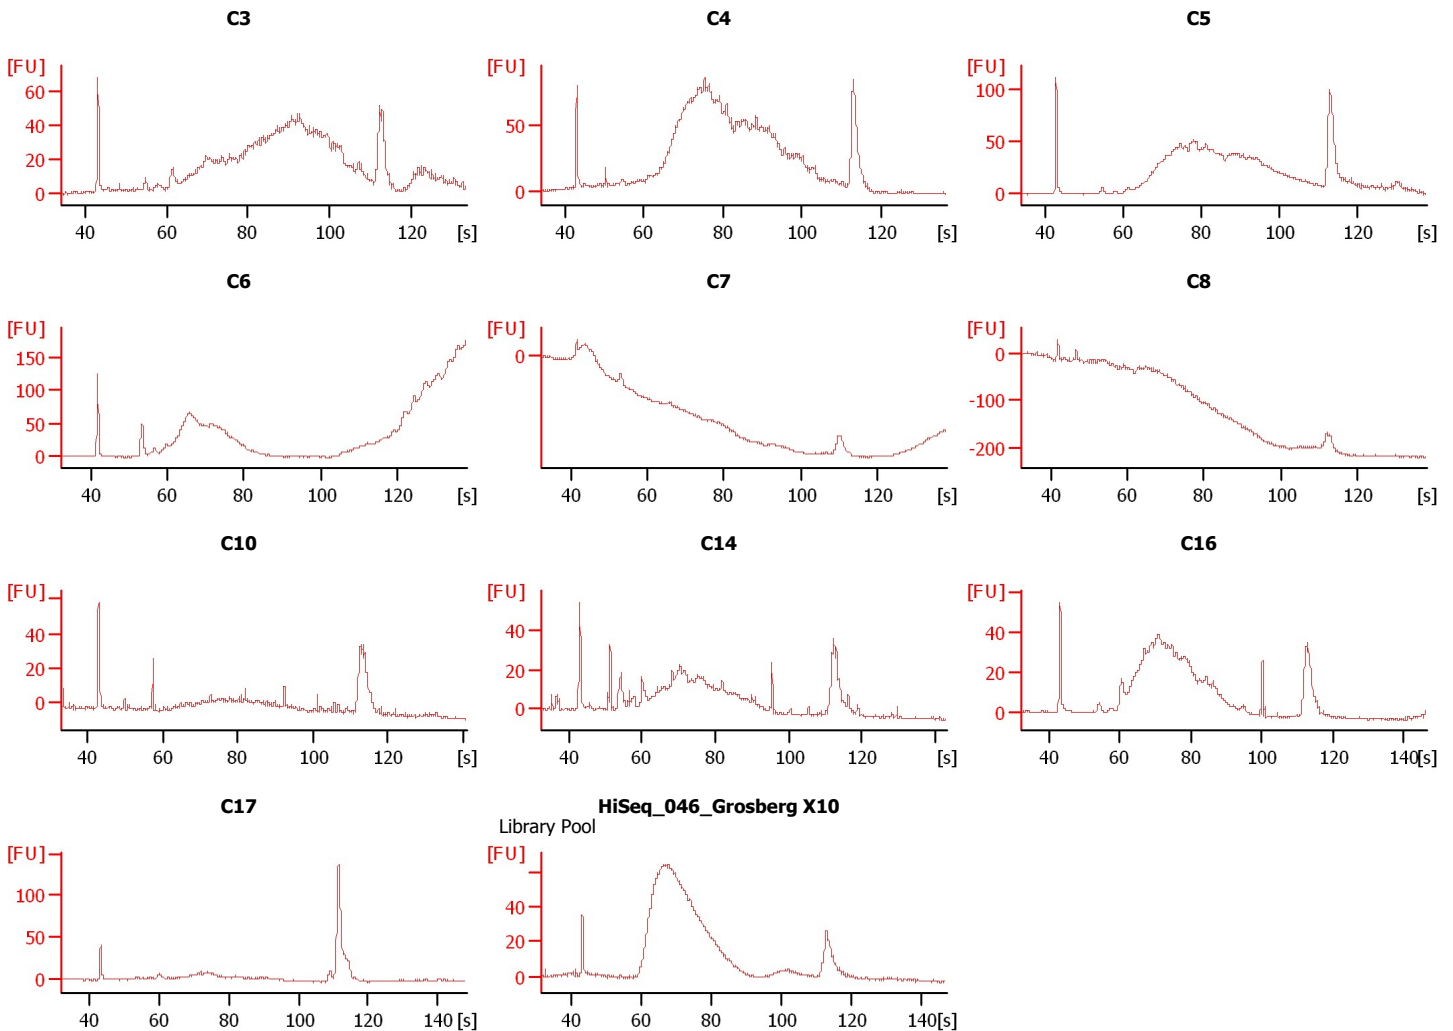 C3 C4 C5
[FU] [FU] [FU]
60 100
40 50 50
20
0 0 0
40 60 80 100 120 [s] 40 60 80 100 120 [s] 40 60 80 100 120 [s]
C6 C7 C8
[FU] [FU] [FU]
150 0 0
100 -100
50
0 -200
40 60 80 100 120 [s] 40 60 80 100 120 [s] 40 60 80 100 120 [s]
C10 C14 C16
[FU] [FU] [FU]
40 40 40
20 20 20
0 0 0
40 60 80 100 120 [s] 40 60 80 100 120 [s] 40 60 80 100 120 140[s]
C17 HiSeq_046_Grosberg X10
Library Pool
[FU] [FU]
100 40
50 20
0 0
40 60 80 100 120 140 [s] 40 60 80 100 120 140[s]